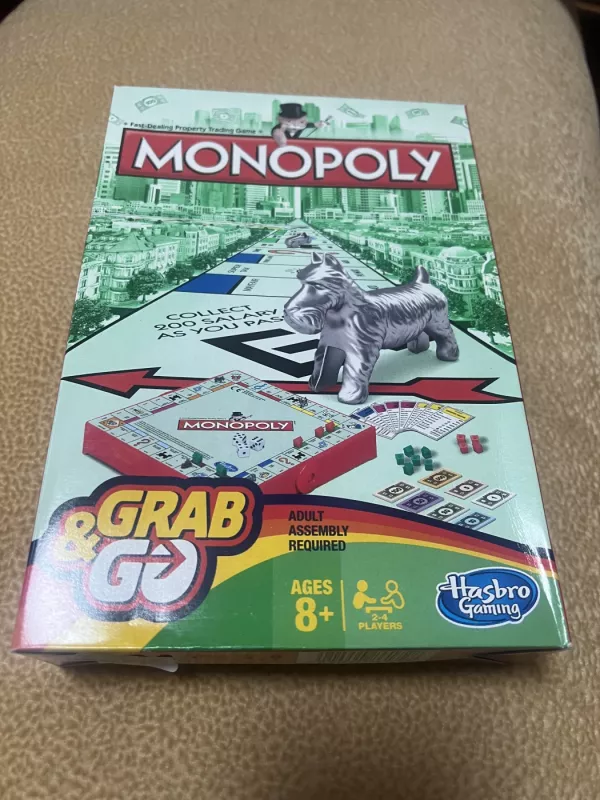 Fast-Dealing Property Trading Game
MONOPOLY
COLLECT
200 SALARY
AS YOU PASS
MONOPOLY
GRAB
& GO
ADULT
ASSEMBLY
REQUIRED
AGES
8+
2-4
PLAYERS
Hasbro
Gaming